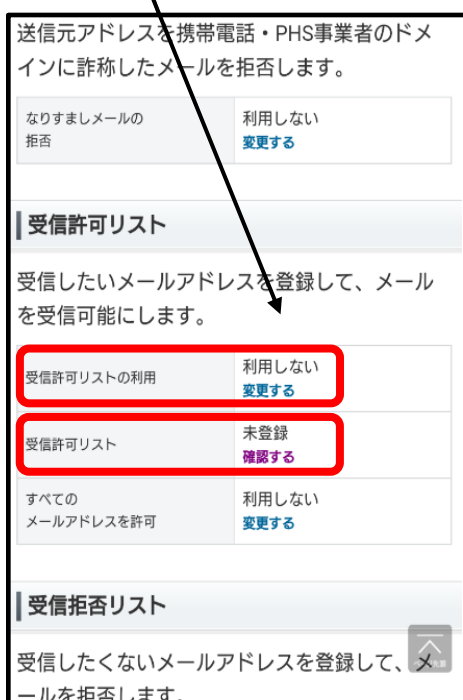 送信元アドレスを携帯電話・PHS事業者のドメ
インに詐称したメールを拒否します。
なりすましメールの
拒否
利用しない
変更する
受信許可リスト
受信したいメールアドレスを登録して、メール
を受信可能にします。
受信許可リストの利用
利用しない
変更する
受信許可リスト
未登録
確認する
すべての
メールアドレスを許可
利用しない
変更する
受信拒否リスト
受信したくないメールアドレスを登録して、メ
ールを拒否します。